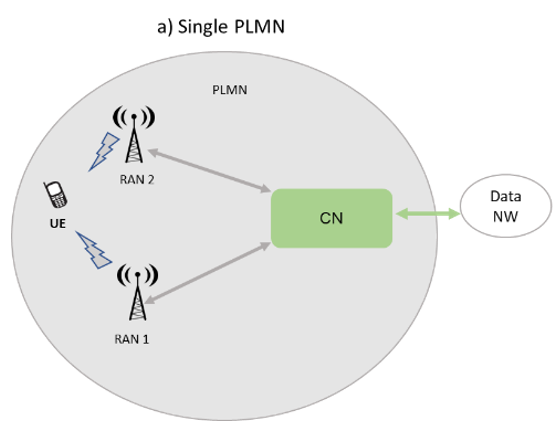 a) Single PLMN
PLMN
RAN 2
UE
CN
Data
NW
RAN 1